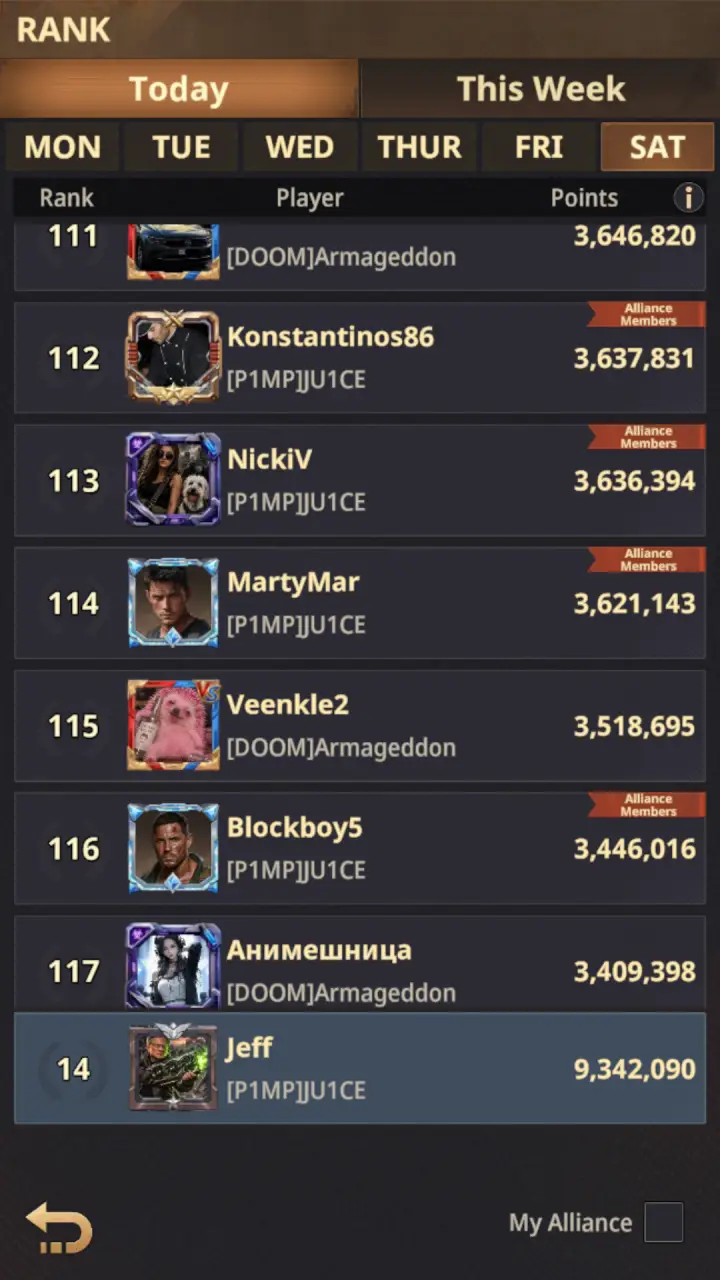 RANK
Today
This Week
MON TUE WED THUR FRI SAT
Rank Player Points i
111
[DOOM]Armageddon
3,646,820
Alliance
Members
112
Konstantinos86
[P1MP]JU1CE
3,637,831
Alliance
Members
113
NickiV
[P1MP]JU1CE
3,636,394
Alliance
Members
114
MartyMar
[P1MP]JU1CE
3,621,143
VS
115
Veenkle2
[DOOM]Armageddon
3,518,695
Alliance
Members
116
Blockboy5
[P1MP]JU1CE
3,446,016
117
Анимешница
[DOOM]Armageddon
3,409,398
14
Jeff
[P1MP]JU1CE
9,342,090
My Alliance